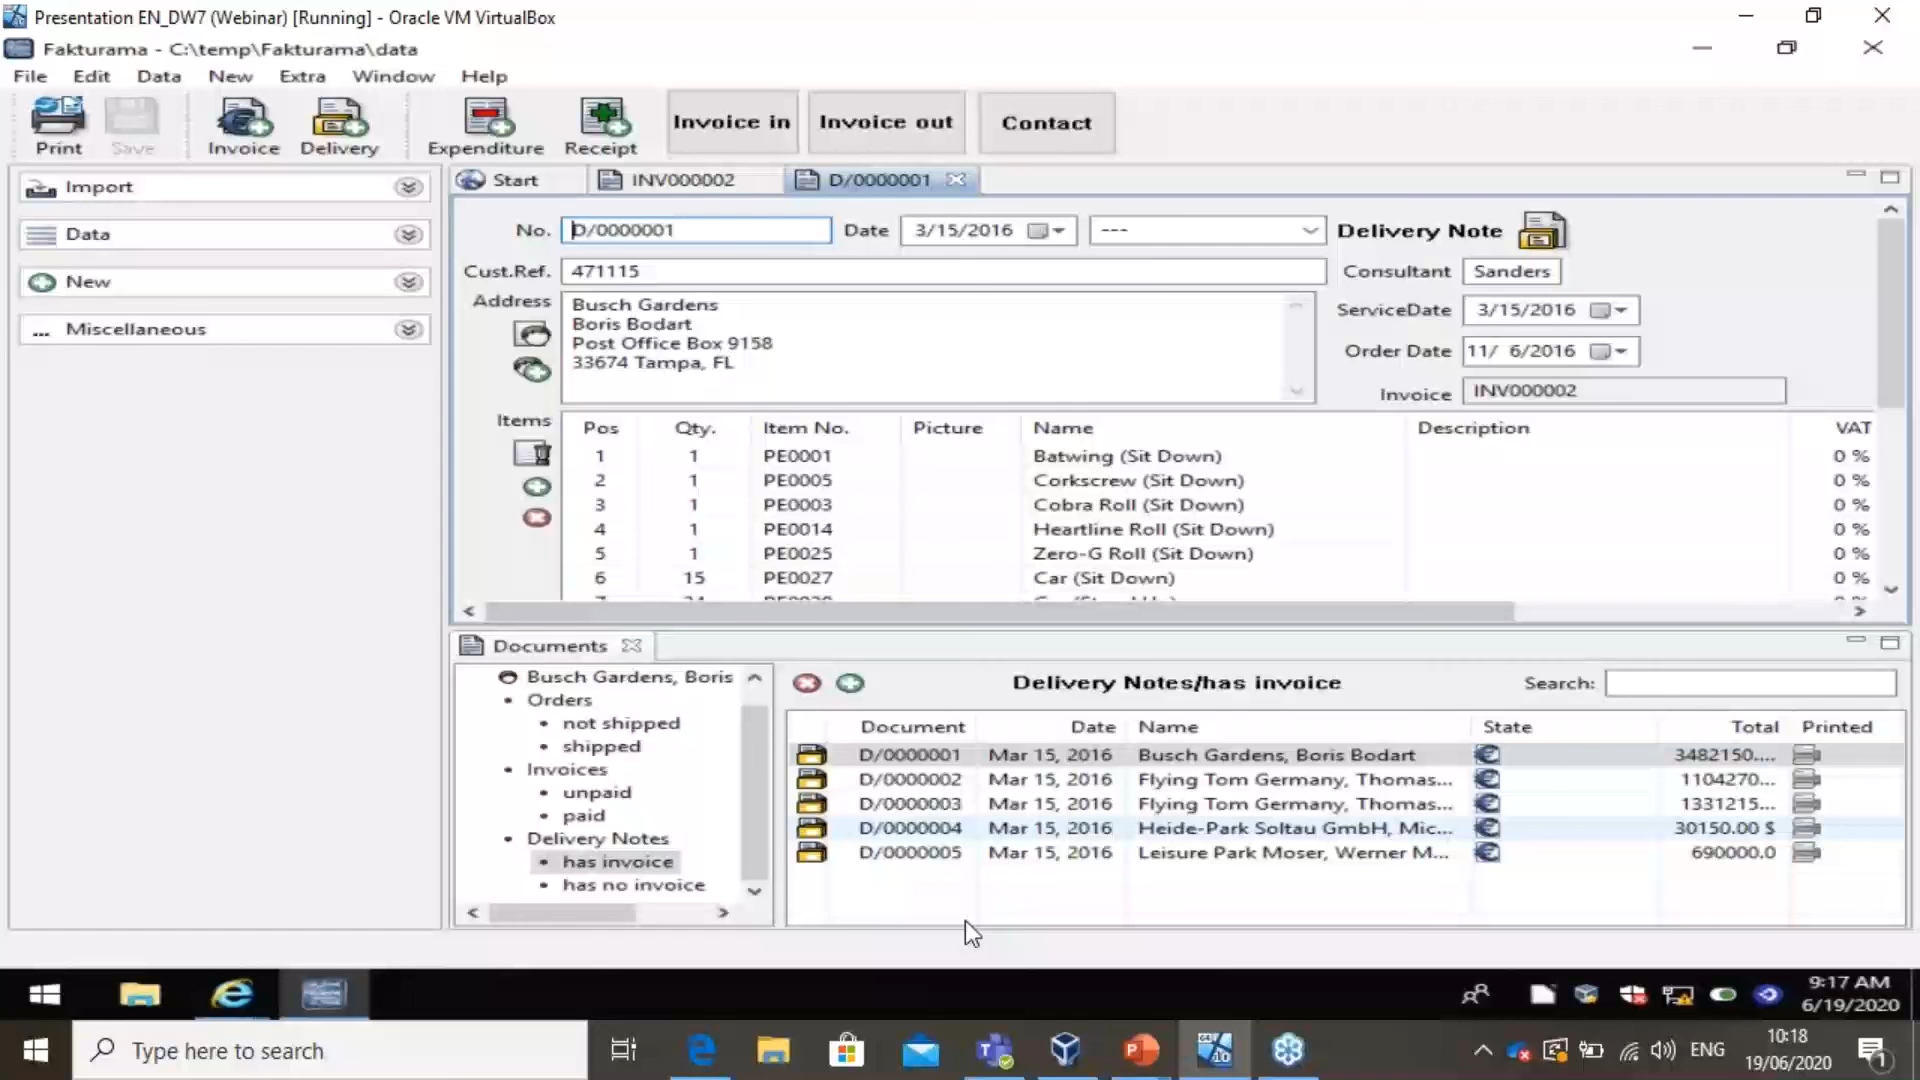 Presentation EN_DW7 (Webinar) [Running] - Oracle VM VirtualBox
Fakturama - C:\temp\Fakturama\data
File Edit Data New Extra Window Help
Print Save Invoice Delivery Expenditure Receipt Invoice in Invoice out Contact
Import
Data
New
... Miscellaneous
Start INV000002 D/0000001
No. D/0000001 Date 3/15/2016 --- Delivery Note
Cust.Ref. 471115 Consultant Sanders
Address Busch Gardens
Boris Bodart
Post Office Box 9158
33674 Tampa, FL
ServiceDate 3/15/2016
Order Date 11/ 6/2016
Invoice INV000002
Items Pos Qty. Item No. Picture Name Description VAT
1 1 PE0001 Batwing (Sit Down) 0 %
2 1 PE0005 Corkscrew (Sit Down) 0 %
3 1 PE0003 Cobra Roll (Sit Down) 0 %
4 1 PE0014 Heartline Roll (Sit Down) 0 %
5 1 PE0025 Zero-G Roll (Sit Down) 0 %
6 15 PE0027 Car (Sit Down) 0 %
Documents
Busch Gardens, Boris
Orders
not shipped
shipped
Invoices
unpaid
paid
Delivery Notes
has invoice
has no invoice
Delivery Notes/has invoice Search:
Document Date Name State Total Printed
D/0000001 Mar 15, 2016 Busch Gardens, Boris Bodart 3482150....
D/0000002 Mar 15, 2016 Flying Tom Germany, Thomas... 1104270...
D/0000003 Mar 15, 2016 Flying Tom Germany, Thomas... 1331215...
D/0000004 Mar 15, 2016 Heide-Park Soltau GmbH, Mic... 30150.00 $
D/0000005 Mar 15, 2016 Leisure Park Moser, Werner M... 690000.0
9:17 AM
6/19/2020
Type here to search
ENG
10:18
19/06/2020
1